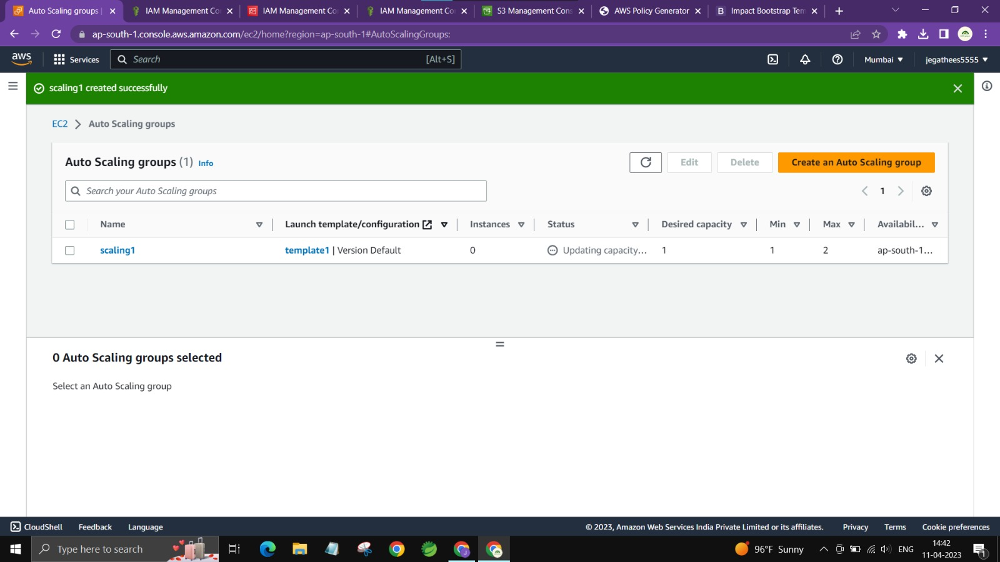 Auto Scaling groups |
IAM Management Co
IAM Management Co
IAM Management Co
S3 Management Cons
AWS Policy Generator
B Impact Bootstrap Tem
ap-south-1.console.aws.amazon.com/ec2/home?region=ap-south-1#AutoScalingGroups:
aws
Services
Search
[Alt+S]
Mumbai
jegathees5555
scaling1 created successfully
EC2 > Auto Scaling groups
Auto Scaling groups (1) Info
Edit
Delete
Create an Auto Scaling group
Search your Auto Scaling groups
1
Name
Launch template/configuration
Instances
Status
Desired capacity
Min
Max
Availabil...
scaling1
template1 | Version Default
0
Updating capacity...
1
1
2
ap-south-1...
0 Auto Scaling groups selected
Select an Auto Scaling group
CloudShell
Feedback
Language
© 2023, Amazon Web Services India Private Limited or its affiliates.
Privacy
Terms
Cookie preferences
Type here to search
96°F Sunny
ENG
14:42
11-04-2023
1